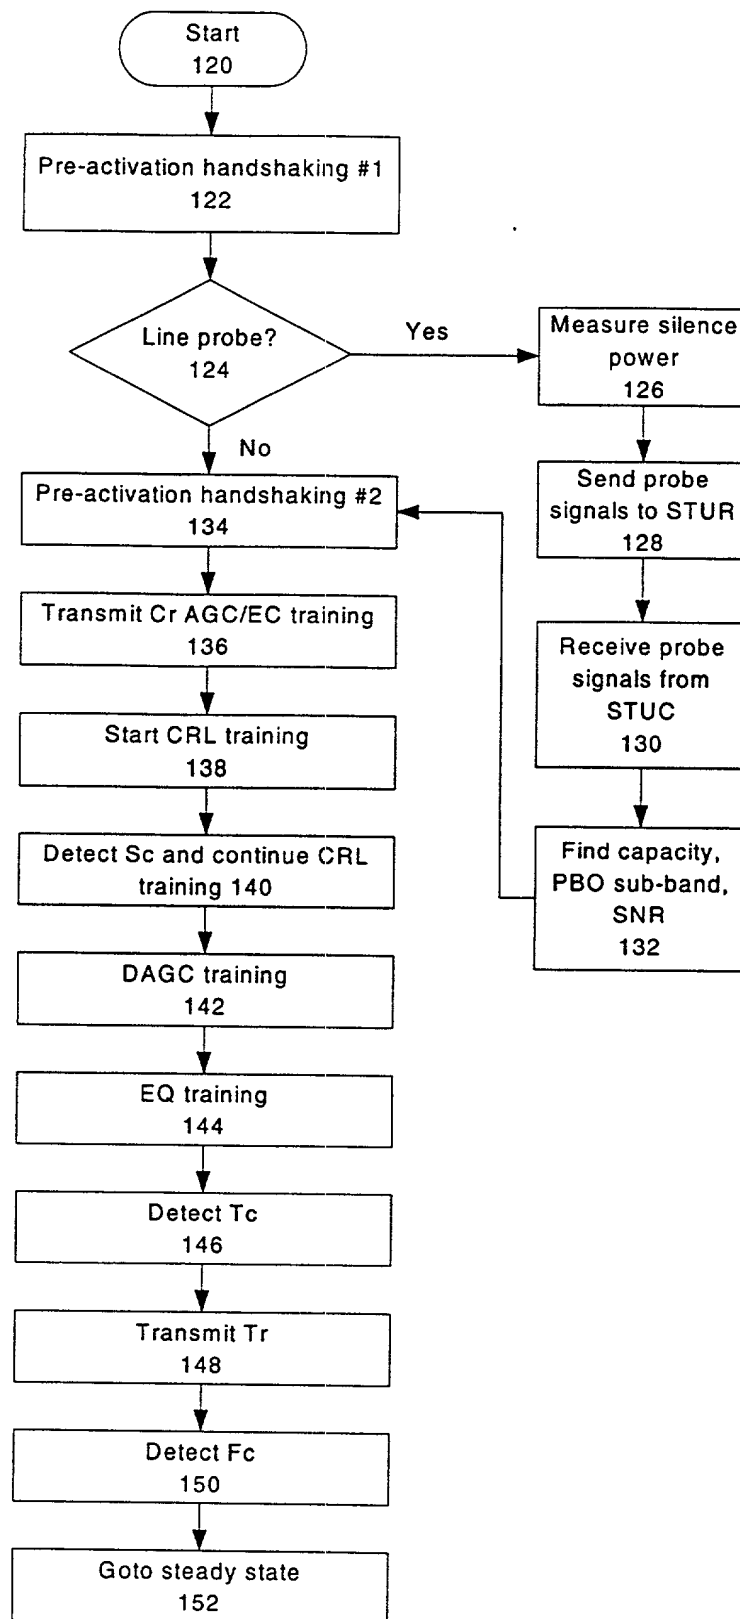 Start
120
Pre-activation handshaking #1
122
Line probe?
124
Yes
No
Measure silence
power
126
Send probe
signals to STUR
128
Receive probe
signals from
STUC
130
Find capacity,
PBO sub-band,
SNR
132
Pre-activation handshaking #2
134
Transmit Cr AGC/EC training
136
Start CRL training
138
Detect Sc and continue CRL
training 140
DAGC training
142
EQ training
144
Detect Tc
146
Transmit Tr
148
Detect Fc
150
Goto steady state
152